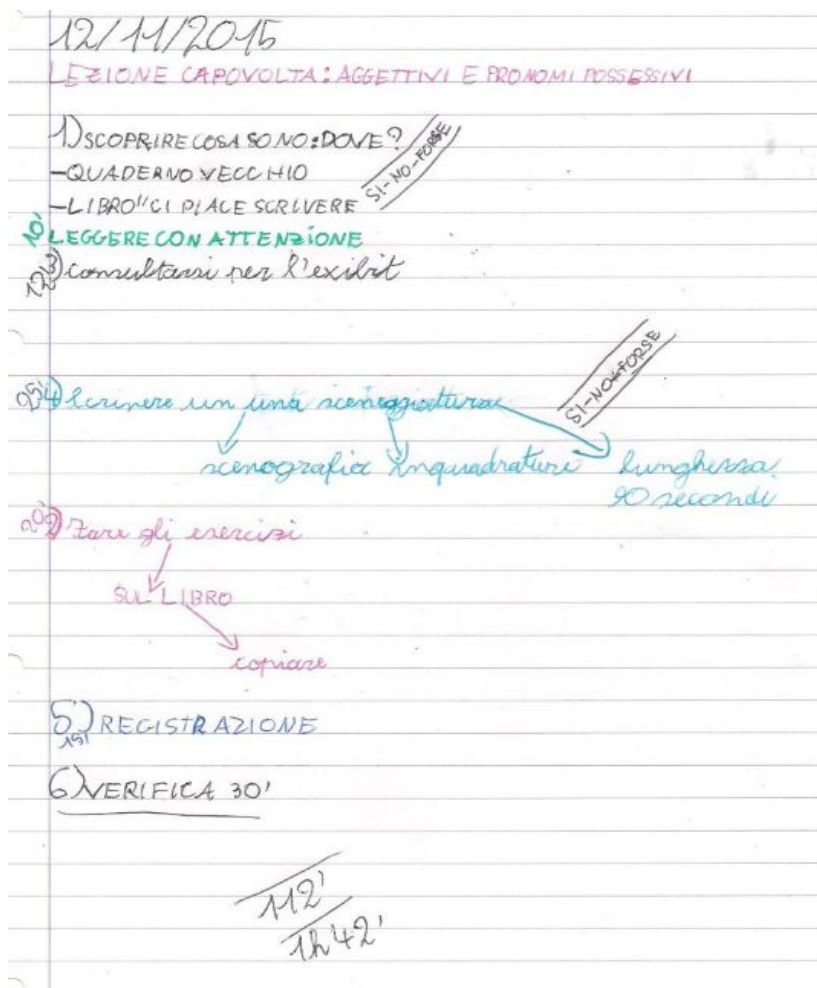 12/11/2015
LEZIONE CAPOVOLTA: AGGETTIVI E PRONOMI POSSESSIVI
1) SCOPRIRE COSA SONO: DOVE?
SI-NO-FORSE
-QUADERNO VECCHIO
-LIBRO "CI PIACE SCRIVERE
10' LEGGERE CON ATTENZIONE
12' 3) consultarsi per l'exibit
SI-NO-FORSE
25' 4) Scrivere un una sceneggiatura
scenografia inquadrature lunghezza
90 secondi
20' 2) Fare gli esercizi
SUL LIBRO
copiare
5) REGISTRAZIONE
15'
6) VERIFICA 30'
112'
1h 42'